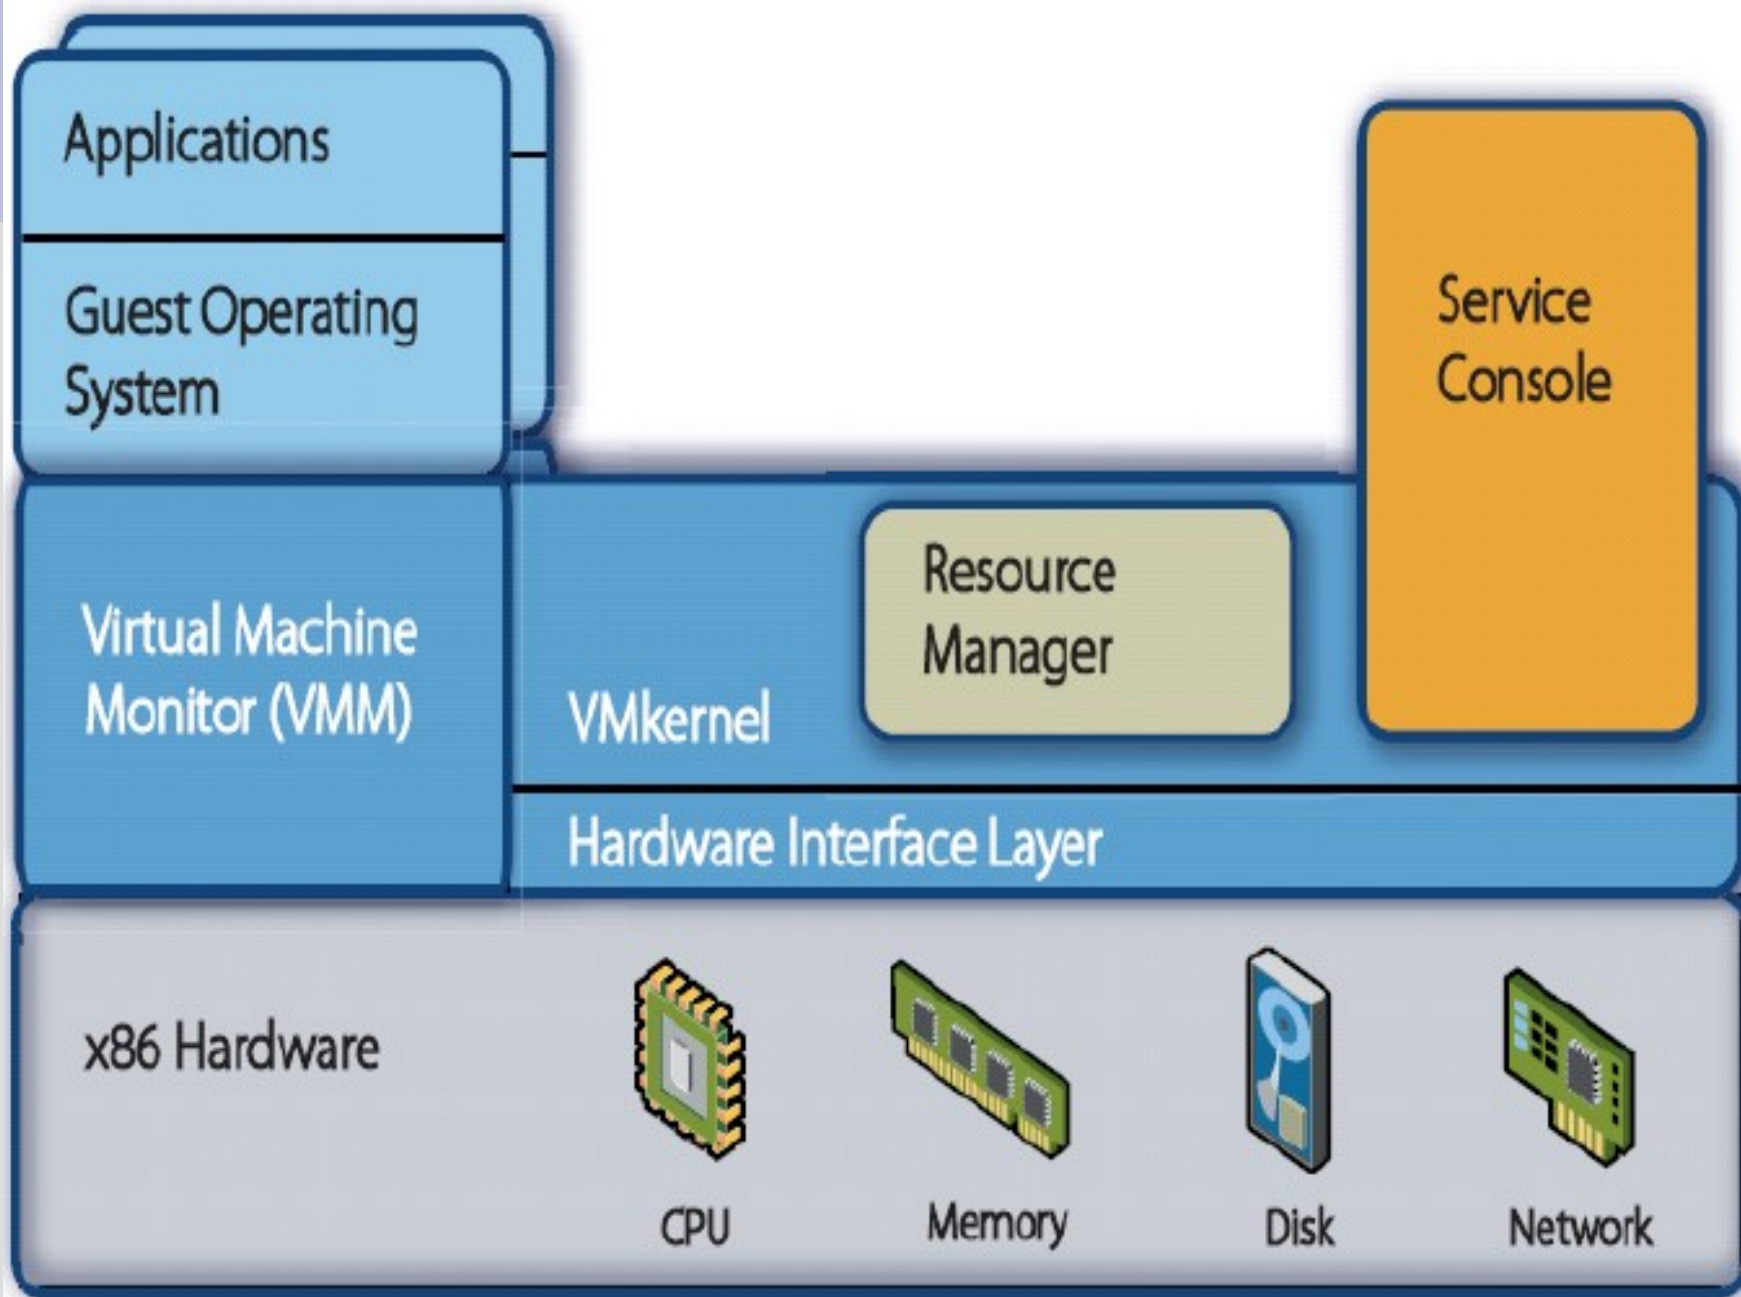 Applications
Guest Operating
System
Service
Console
Virtual Machine
Monitor (VMM)
VMkernel
Resource
Manager
Hardware Interface Layer
x86 Hardware
CPU
Memory
Disk
Network